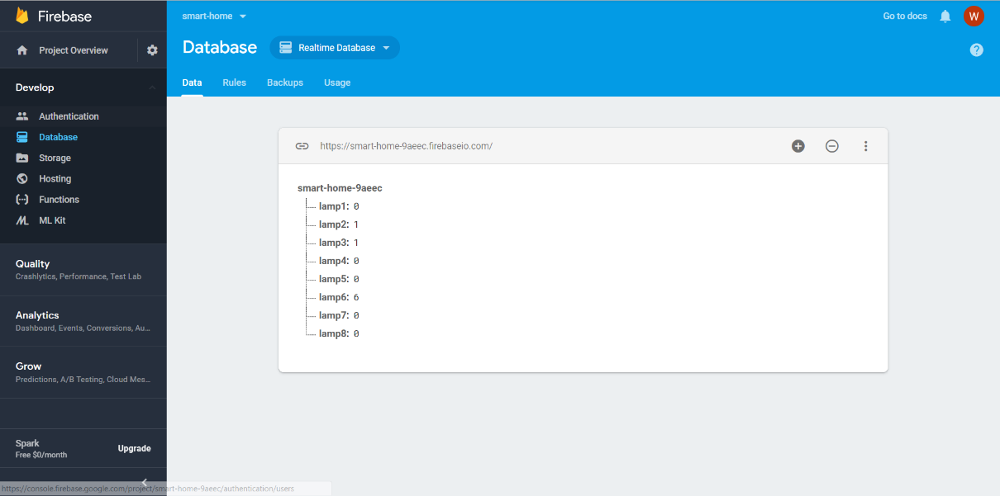 Firebase
smart-home
Go to docs
W
Project Overview
Database
Realtime Database
?
Develop
Data Rules Backups Usage
Authentication
Database
Storage
Hosting
Functions
ML Kit
https://smart-home-9aeec.firebaseio.com/
smart-home-9aeec
lamp1: 0
lamp2: 1
lamp3: 1
lamp4: 0
lamp5: 0
lamp6: 6
lamp7: 0
lamp8: 0
Quality
Crashlytics, Performance, Test Lab
Analytics
Dashboard, Events, Conversions, Au...
Grow
Predictions, A/B Testing, Cloud Mes...
Spark
Free $0/month
Upgrade
https://console.firebase.google.com/project/smart-home-9aeec/authentication/users